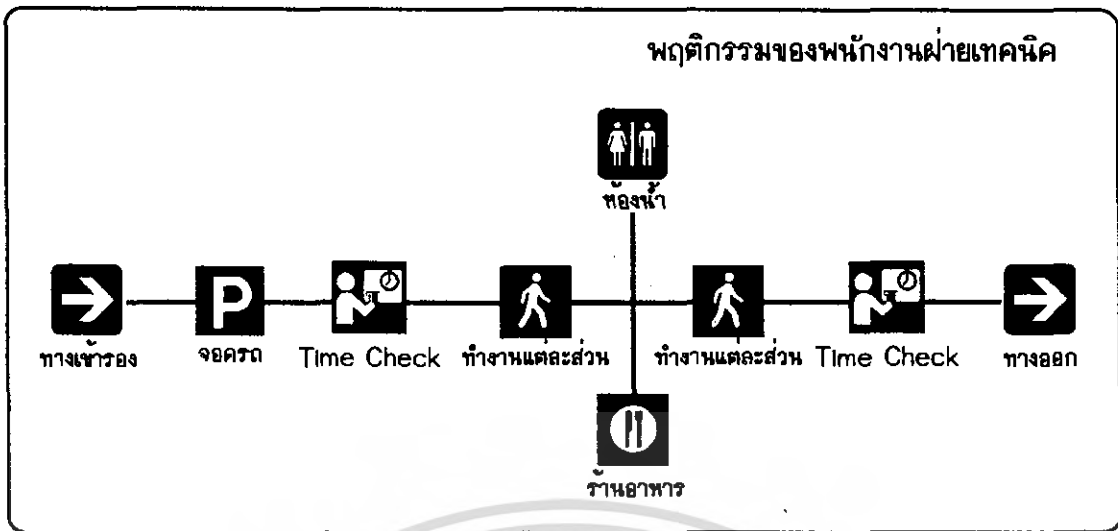 พฤติกรรมของพนักงานฝ่ายเทคนิค
ห้องน้ำ
P
ทางเข้ารอง
จอดรถ
Time Check
ทำงานแต่ละส่วน
ทำงานแต่ละส่วน
Time Check
ทางออก
ร้านอาหาร